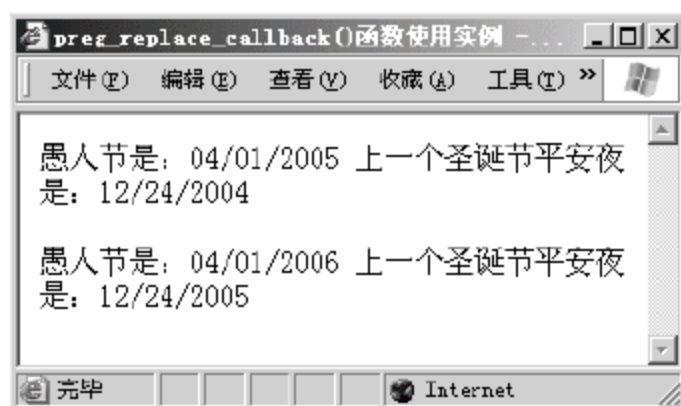 preg_replace_callback()函数使用实例 -...
文件(F) 编辑(E) 查看(V) 收藏(A) 工具(T) »
愚人节是：04/01/2005 上一个圣诞节平安夜
是：12/24/2004
愚人节是：04/01/2006 上一个圣诞节平安夜
是：12/24/2005
完毕 Internet